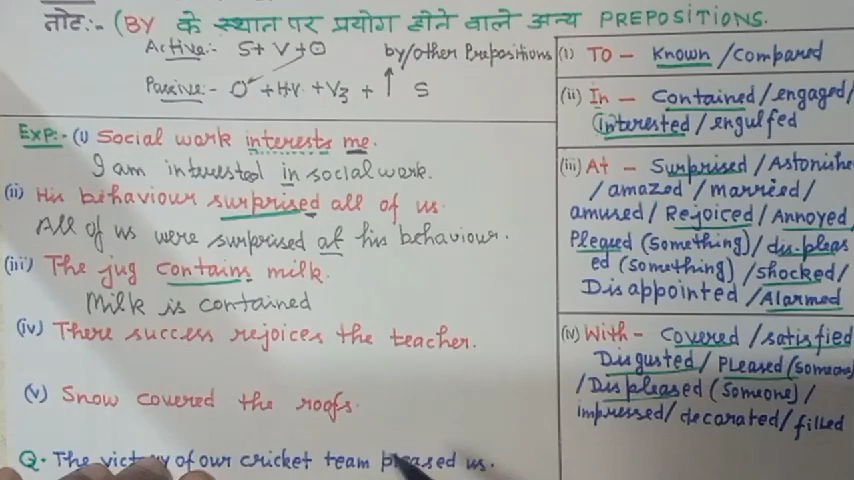 नोट:- (BY के स्थान पर प्रयोग होने वाले अन्य PREPOSITIONS.
Active:- S+ V+O
by/other Prepositions
Passive:- O + H.V + V3 + S
Exp:- (i) Social work interests me.
I am interested in social work.
(ii) His behaviour surprised all of us.
All of us were surprised at his behaviour.
(iii) The jug contains milk.
Milk is contained
(iv) There success rejoices the teacher.
(v) Snow covered the roofs.
Q. The victory of our cricket team pleased us.
(i) TO - Known /Compared
(ii) In - Contained/engaged/
interested/engulfed
(iii) At - Surprised/Astonishe
/amazed/married/
amused/Rejoiced/Annoyed
Plegued (something)/dis-pleas
ed (something)/shocked/
Disappointed/Alarmed
(iv) With - Covered/satisfied
Disgusted/Pleased(someone)
/Displeased (someone)/
impressed/decorated/filled